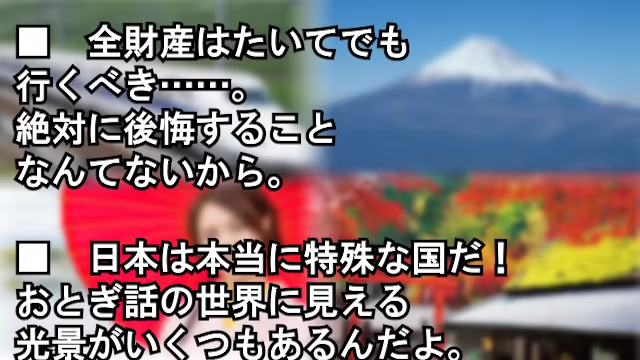 ■　全財産はたいてでも
行くべき……。
絶対に後悔すること
なんてないから。
■　日本は本当に特殊な国だ！
おとぎ話の世界に見える
光景がいくつもあるんだよ。